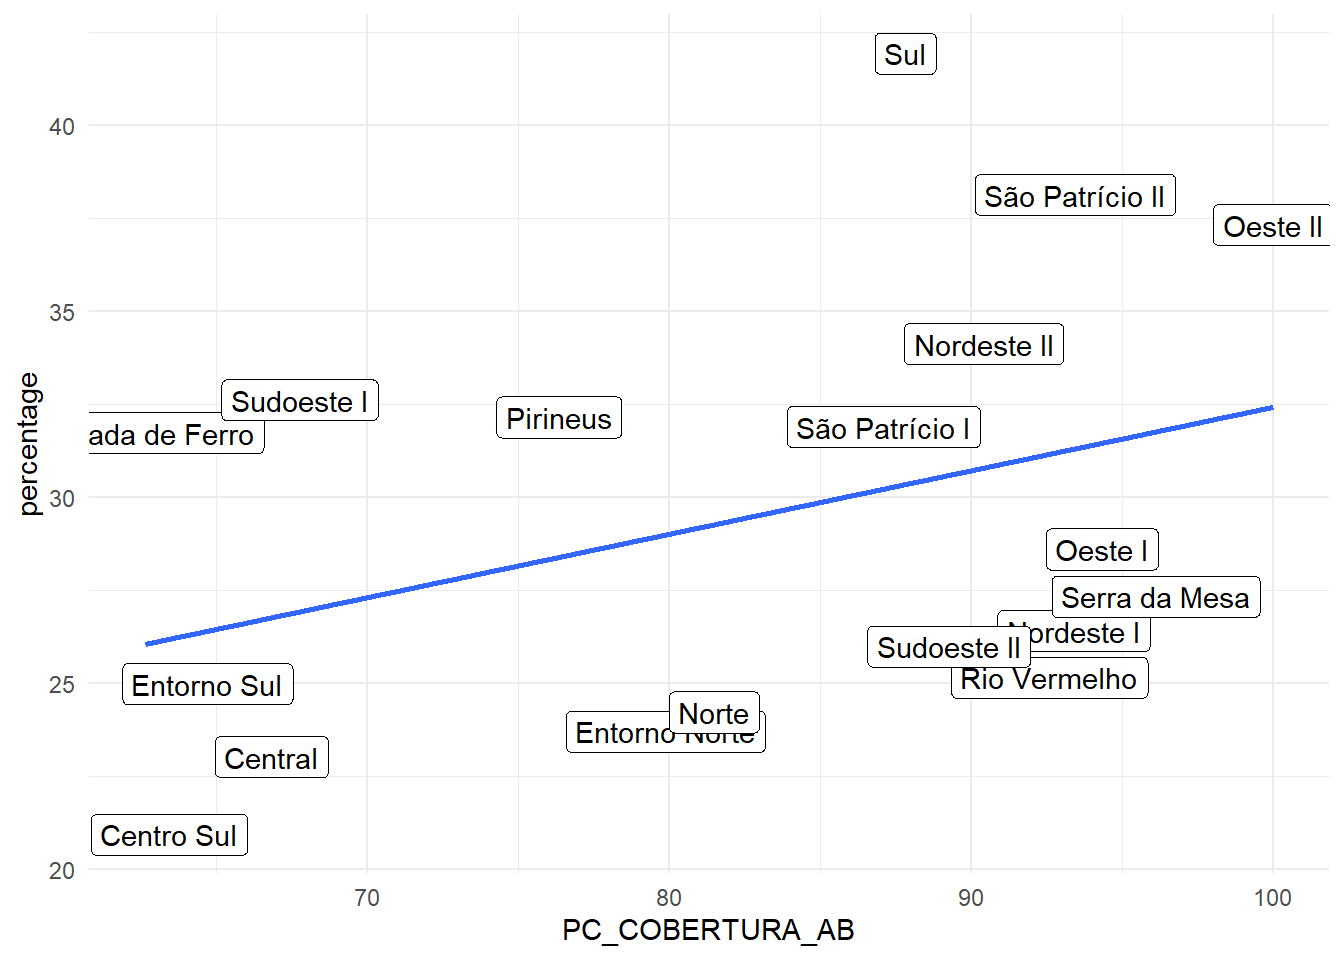 Sul
40
São Patrício II
Oeste II
35
Nordeste II
Sudoeste I
Pirineus
São Patrício I
ada de Ferro
percentage
30
Oeste I
Serra da Mesa
Nordeste I
Sudoeste II
Rio Vermelho
Entorno Sul
25
Norte
Entorno Norte
Central
Centro Sul
20
70 80 90 100
PC_COBERTURA_AB